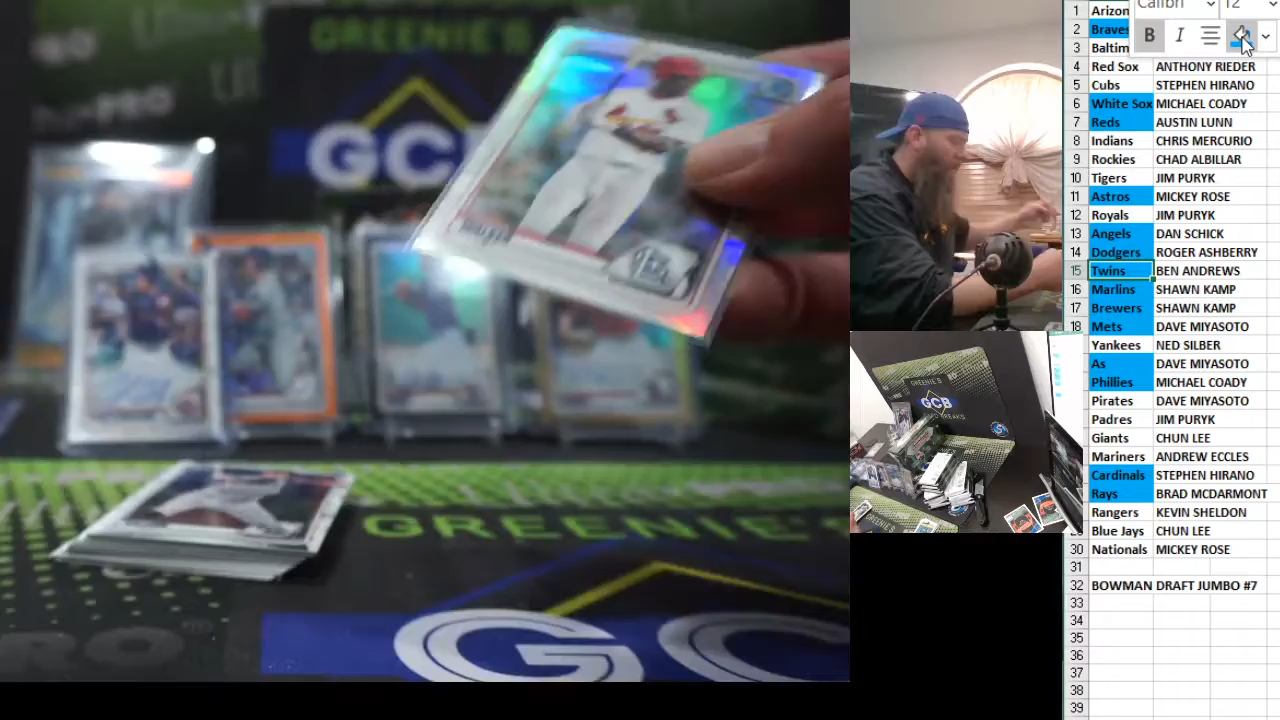 GREENIE'S
GCB
GREENIE'S
GC
GREENIE'S
GCB
Calibri 12
B I
1 Arizon
2 Braves
3 Baltim
4 Red Sox ANTHONY RIEDER
5 Cubs STEPHEN HIRANO
6 White Sox MICHAEL COADY
7 Reds AUSTIN LUNN
8 Indians CHRIS MERCURIO
9 Rockies CHAD ALBILLAR
10 Tigers JIM PURYK
11 Astros MICKEY ROSE
12 Royals JIM PURYK
13 Angels DAN SCHICK
14 Dodgers ROGER ASHBERRY
15 Twins BEN ANDREWS
16 Marlins SHAWN KAMP
17 Brewers SHAWN KAMP
18 Mets DAVE MIYASOTO
Yankees NED SILBER
As DAVE MIYASOTO
Phillies MICHAEL COADY
Pirates DAVE MIYASOTO
Padres JIM PURYK
Giants CHUN LEE
Mariners ANDREW ECCLES
Cardinals STEPHEN HIRANO
Rays BRAD MCDARMONT
Rangers KEVIN SHELDON
Blue Jays CHUN LEE
30 Nationals MICKEY ROSE
31
32 BOWMAN DRAFT JUMBO #7
33
34
35
36
37
38
39